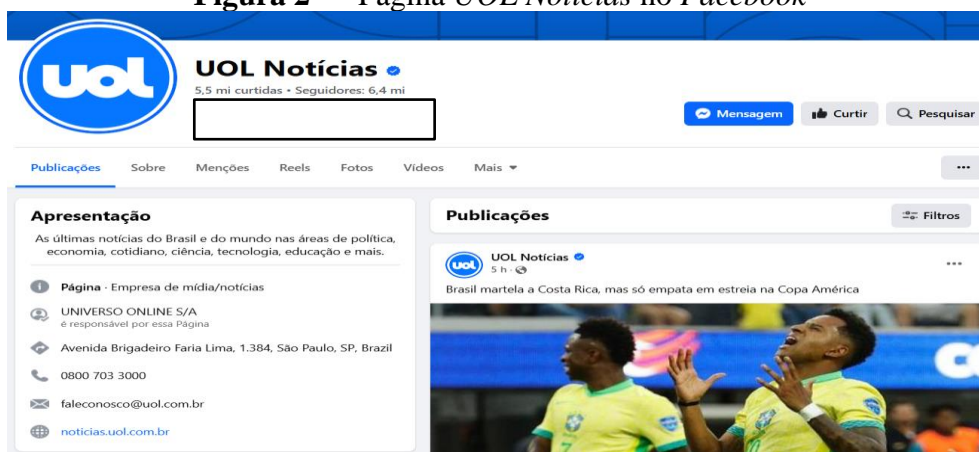 Figura 2 — Página UOL Notícias no Facebook
uol
UOL Notícias
5,5 mi curtidas • Seguidores: 6,4 mi
Mensagem
Curtir
Pesquisar
Publicações
Sobre
Menções
Reels
Fotos
Vídeos
Mais
Apresentação
As últimas notícias do Brasil e do mundo nas áreas de política,
economia, cotidiano, ciência, tecnologia, educação e mais.
Página · Empresa de mídia/notícias
UNIVERSO ONLINE S/A
é responsável por essa Página
Avenida Brigadeiro Faria Lima, 1.384, São Paulo, SP, Brazil
0800 703 3000
faleconosco@uol.com.br
noticias.uol.com.br
Publicações
Filtros
uol
UOL Notícias
5 h ·
Brasil martela a Costa Rica, mas só empata em estreia na Copa América
7